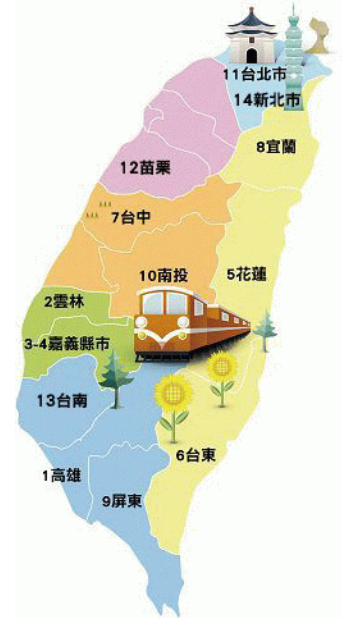 11台北市
14新北市
8宜蘭
12苗栗
7台中
10南投
5花蓮
2雲林
3-4嘉義縣市
13台南
6台東
1高雄
9屏東